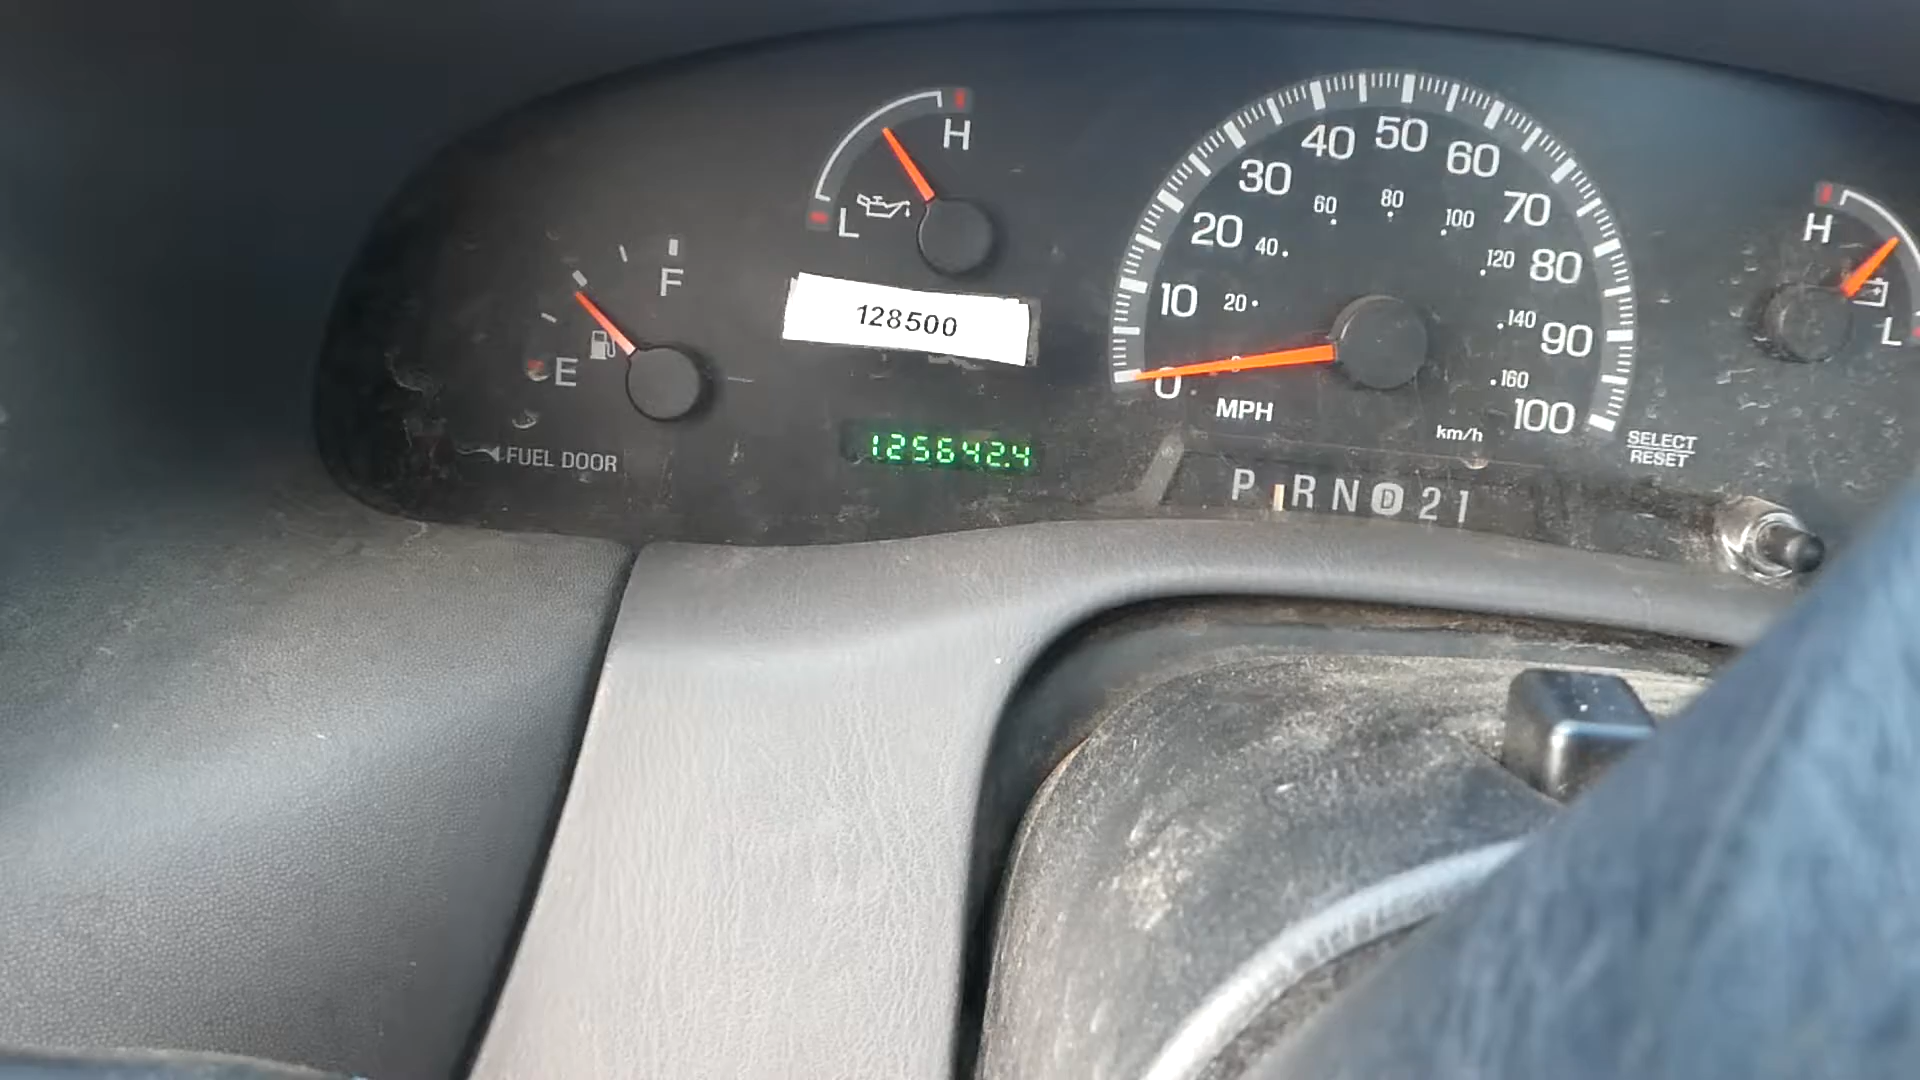 H
L
F
E
FUEL DOOR
128500
125642.4
0 10 20 30 40 50 60 70 80 90 100
20 40 60 80 100 120 140 160
MPH
km/h
SELECT
RESET
P R N D 2 1
H
L